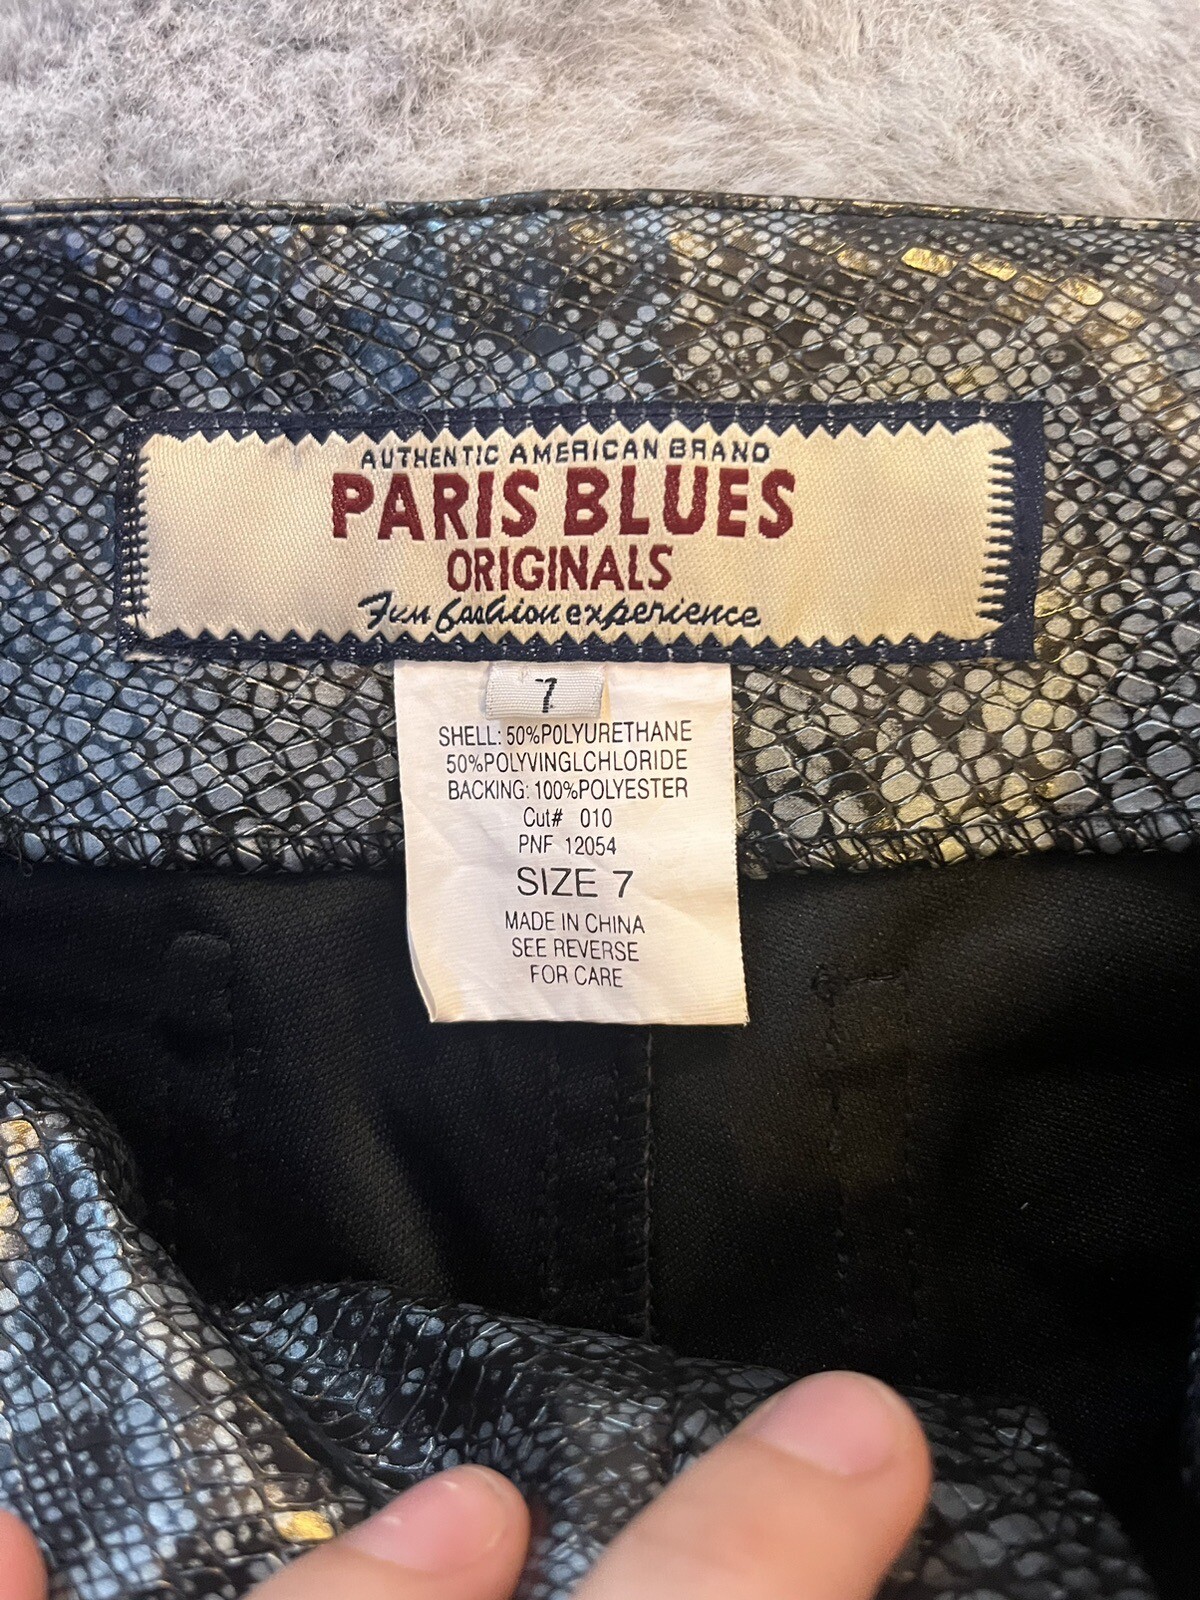 AUTHENTIC AMERICAN BRAND
PARIS BLUES
ORIGINALS
Fun fashion experience
7
SHELL: 50%POLYURETHANE
50%POLYVINGLCHLORIDE
BACKING: 100%POLYESTER
Cut# 010
PNF 12054
SIZE 7
MADE IN CHINA
SEE REVERSE
FOR CARE